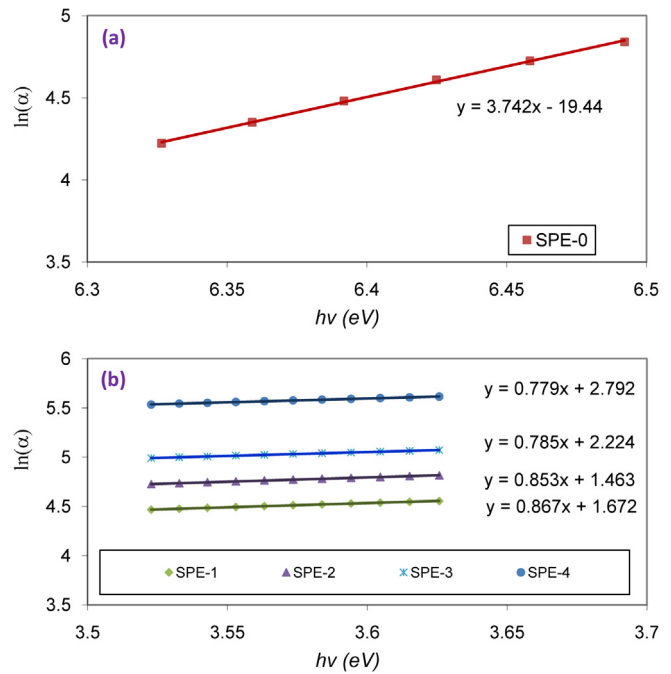 (a)
5
4.5
4
3.5
ln(α)
y = 3.742x - 19.44
SPE-0
6.3 6.35 6.4 6.45 6.5
hv (eV)
(b)
6
5.5
5
4.5
4
3.5
ln(α)
y = 0.779x + 2.792
y = 0.785x + 2.224
y = 0.853x + 1.463
y = 0.867x + 1.672
SPE-1 SPE-2 SPE-3 SPE-4
3.5 3.55 3.6 3.65 3.7
hv (eV)